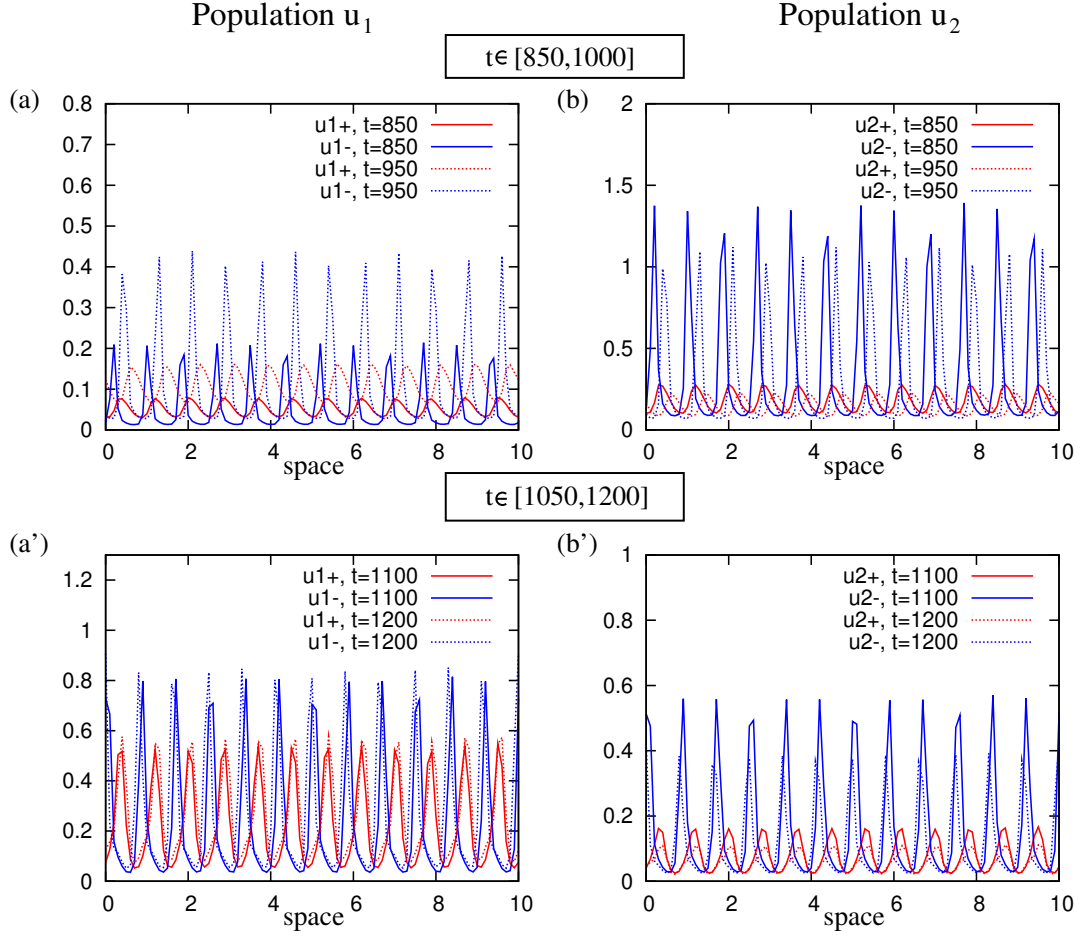 Population u1
Population u2
t∈ [850,1000]
(a)
(b)
0.8
0.7
0.6
0.5
0.4
0.3
0.2
0.1
0
u1+, t=850
u1-, t=850
u1+, t=950
u1-, t=950
0 2 4 6 8 10
space
2
1.5
1
0.5
0
u2+, t=850
u2-, t=850
u2+, t=950
u2-, t=950
0 2 4 6 8 10
space
t∈ [1050,1200]
(a’)
(b’)
1.2
1
0.8
0.6
0.4
0.2
0
u1+, t=1100
u1-, t=1100
u1+, t=1200
u1-, t=1200
0 2 4 6 8 10
space
1
0.8
0.6
0.4
0.2
0
u2+, t=1100
u2-, t=1100
u2+, t=1200
u2-, t=1200
0 2 4 6 8 10
space